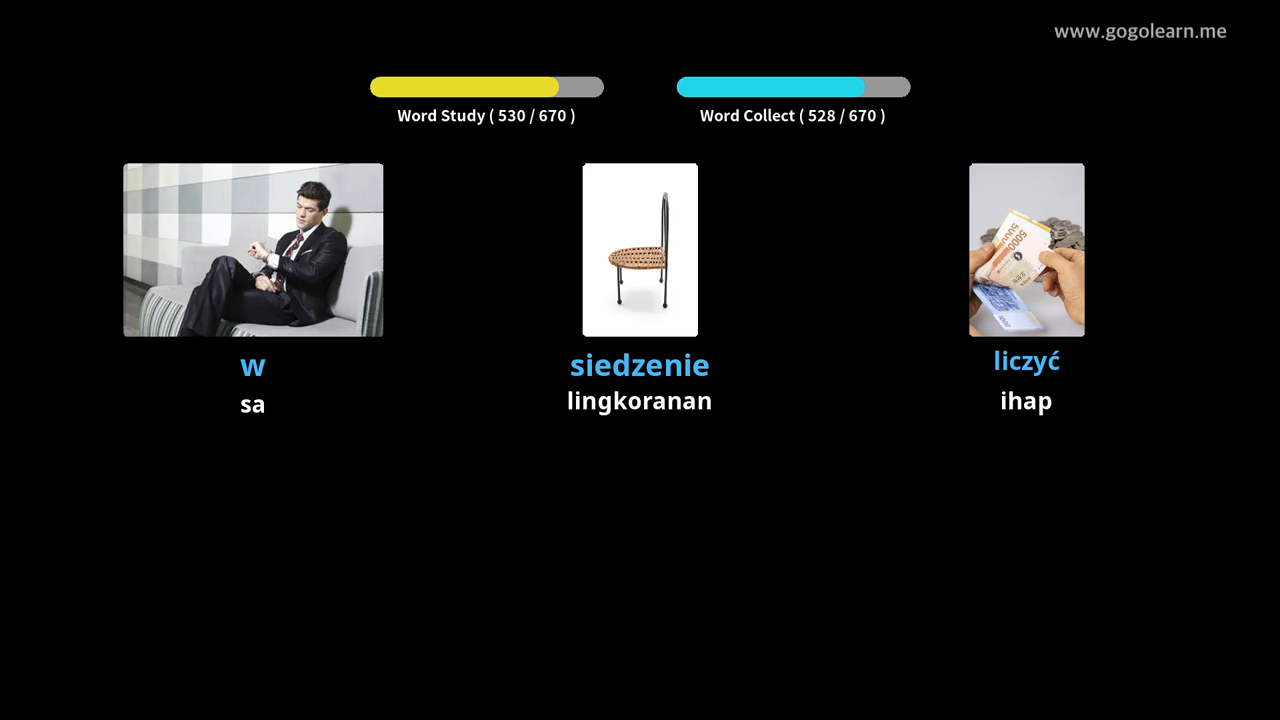 www.gogolearn.me
Word Study ( 530 / 670 )
Word Collect ( 528 / 670 )
w
sa
siedzenie
lingkoranan
liczyć
ihap